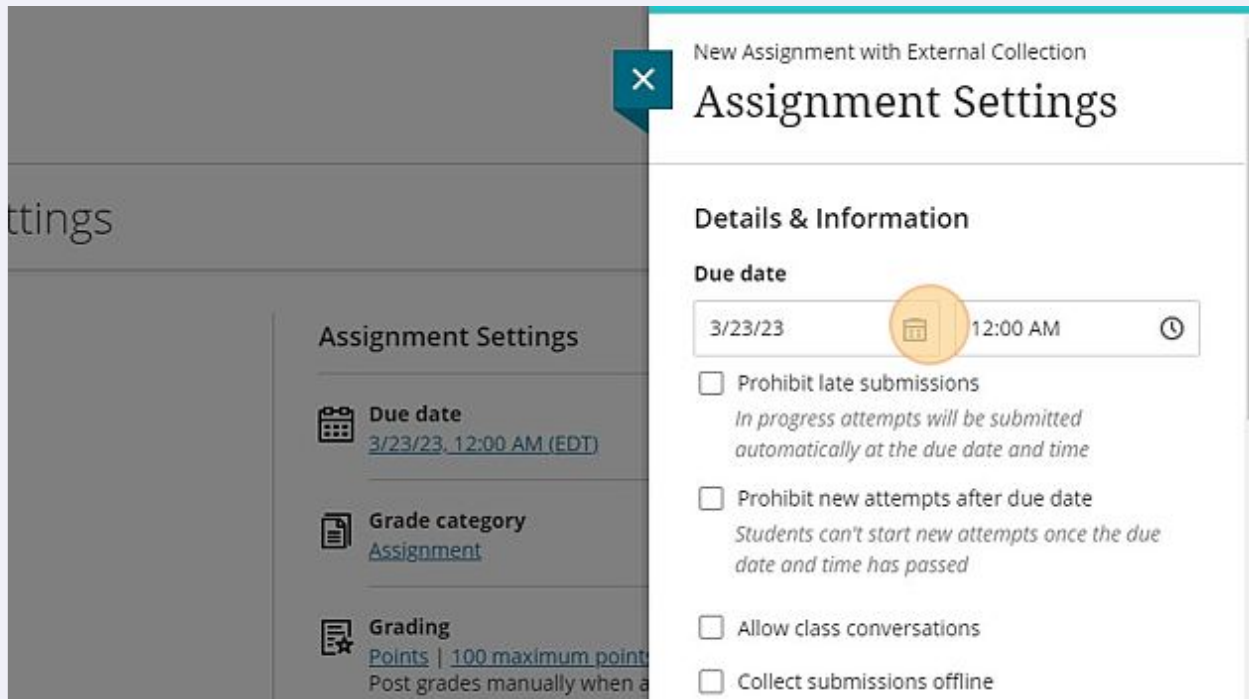 New Assignment with External Collection
Assignment Settings
ttings
Details & Information
Due date
3/23/23
12:00 AM
Prohibit late submissions
In progress attempts will be submitted
automatically at the due date and time
Prohibit new attempts after due date
Students can't start new attempts once the due
date and time has passed
Allow class conversations
Collect submissions offline
Assignment Settings
Due date
3/23/23, 12:00 AM (EDT)
Grade category
Assignment
Grading
Points | 100 maximum points
Post grades manually when a